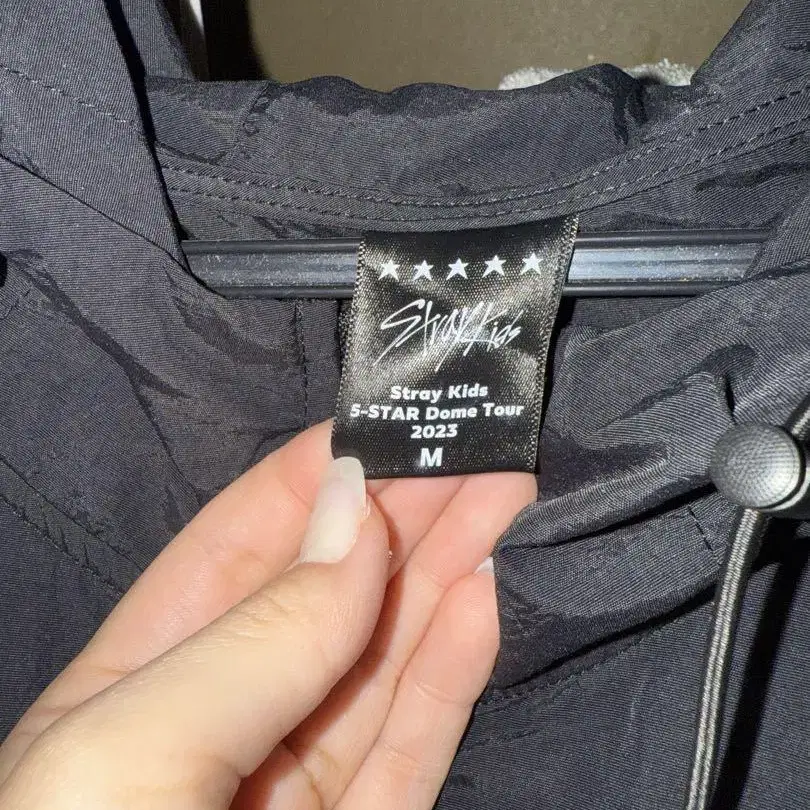 ★★★★★
Stray Kids
Stray Kids
5-STAR Dome Tour
2023
M